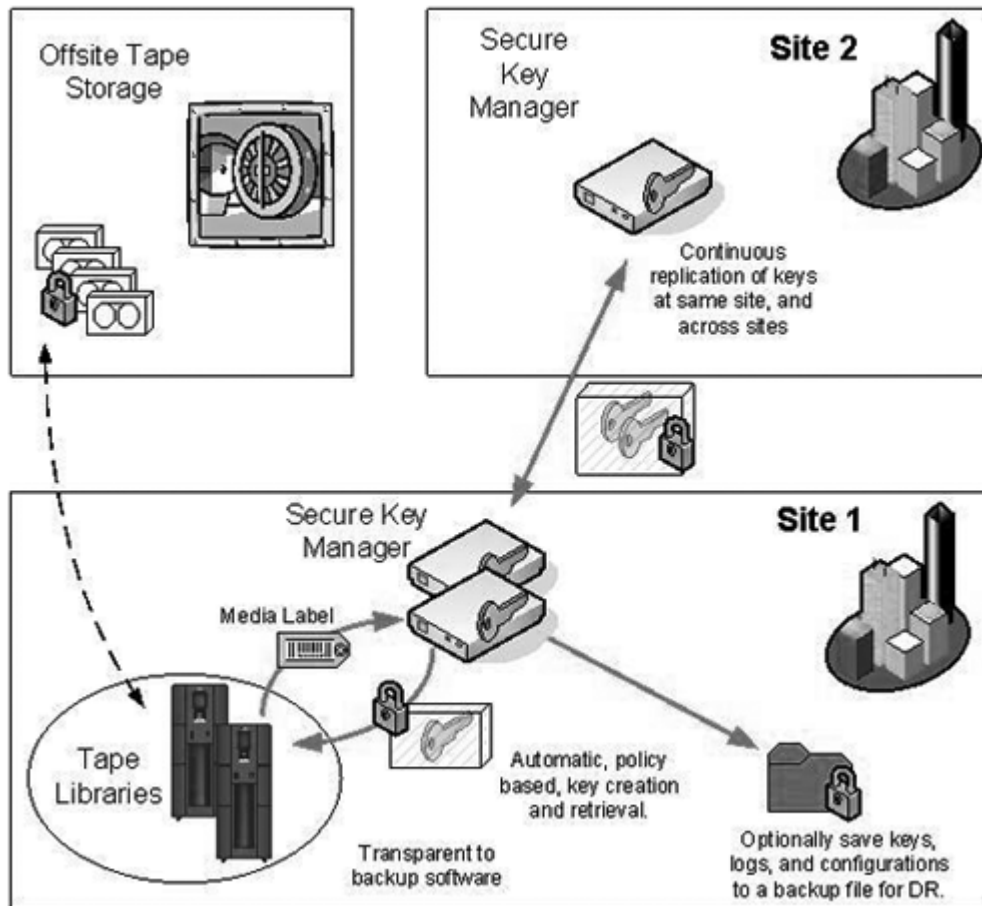 Offsite Tape
Storage
Secure
Key
Manager
Site 2
Continuous
replication of keys
at same site, and
across sites
Secure Key
Manager
Site 1
Media Label
Tape
Libraries
Automatic, policy
based, key creation
and retrieval.
Transparent to
backup software
Optionally save keys,
logs, and configurations
to a backup file for DR.